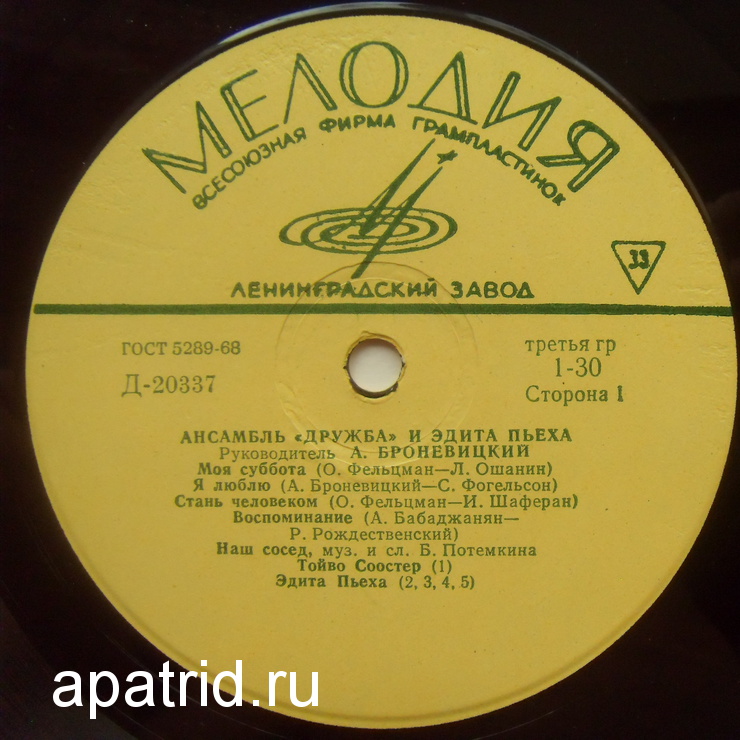 МЕЛОДИЯ
ВСЕСОЮЗНАЯ ФИРМА ГРАМПЛАСТИНОК
33
ЛЕНИНГРАДСКИЙ ЗАВОД
ГОСТ 5289-68
третья гр
Д-20337
1-30
Сторона 1
АНСАМБЛЬ «ДРУЖБА» И ЭДИТА ПЬЕХА
Руководитель А. БРОНЕВИЦКИЙ
Моя суббота (О. Фельцман—Л. Ошанин)
Я люблю (А. Броневицкий—С. Фогельсон)
Стань человеком (О. Фельцман—И. Шаферан)
Воспоминание (А. Бабаджанян—
Р. Рождественский)
Наш сосед, муз. и сл. Б. Потемкина
Тойво Соостер (1)
Эдита Пьеха (2, 3, 4, 5)
apatrid.ru